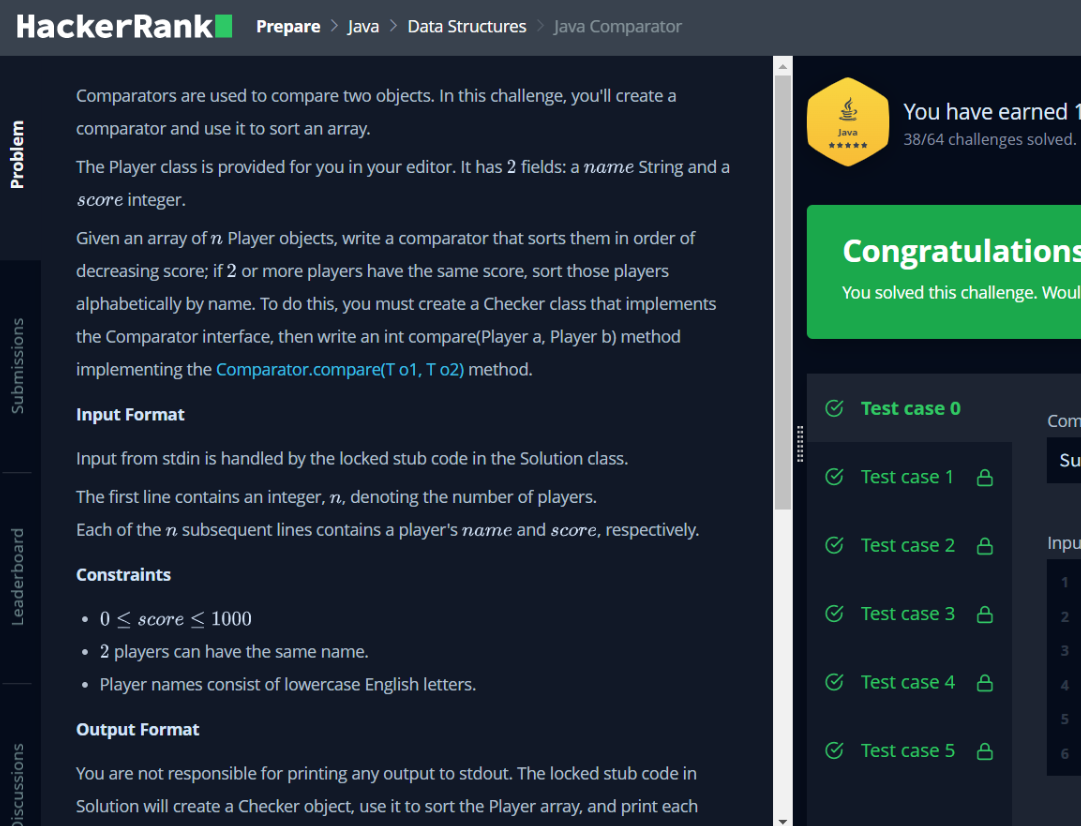 HackerRank
Prepare > Java > Data Structures > Java Comparator
Problem
Submissions
Leaderboard
Discussions
Comparators are used to compare two objects. In this challenge, you'll create a
comparator and use it to sort an array.
The Player class is provided for you in your editor. It has 2 fields: a name String and a
score integer.
Given an array of n Player objects, write a comparator that sorts them in order of
decreasing score; if 2 or more players have the same score, sort those players
alphabetically by name. To do this, you must create a Checker class that implements
the Comparator interface, then write an int compare(Player a, Player b) method
implementing the Comparator.compare(T o1, T o2) method.
Input Format
Input from stdin is handled by the locked stub code in the Solution class.
The first line contains an integer, n, denoting the number of players.
Each of the n subsequent lines contains a player's name and score, respectively.
Constraints
• 0 ≤ score ≤ 1000
• 2 players can have the same name.
• Player names consist of lowercase English letters.
Output Format
You are not responsible for printing any output to stdout. The locked stub code in
Solution will create a Checker object, use it to sort the Player array, and print each
Java
You have earned 1
38/64 challenges solved.
Congratulations
You solved this challenge. Woul
Test case 0
Test case 1
Test case 2
Test case 3
Test case 4
Test case 5
Com
Su
Inpu
1
2
3
4
5
6